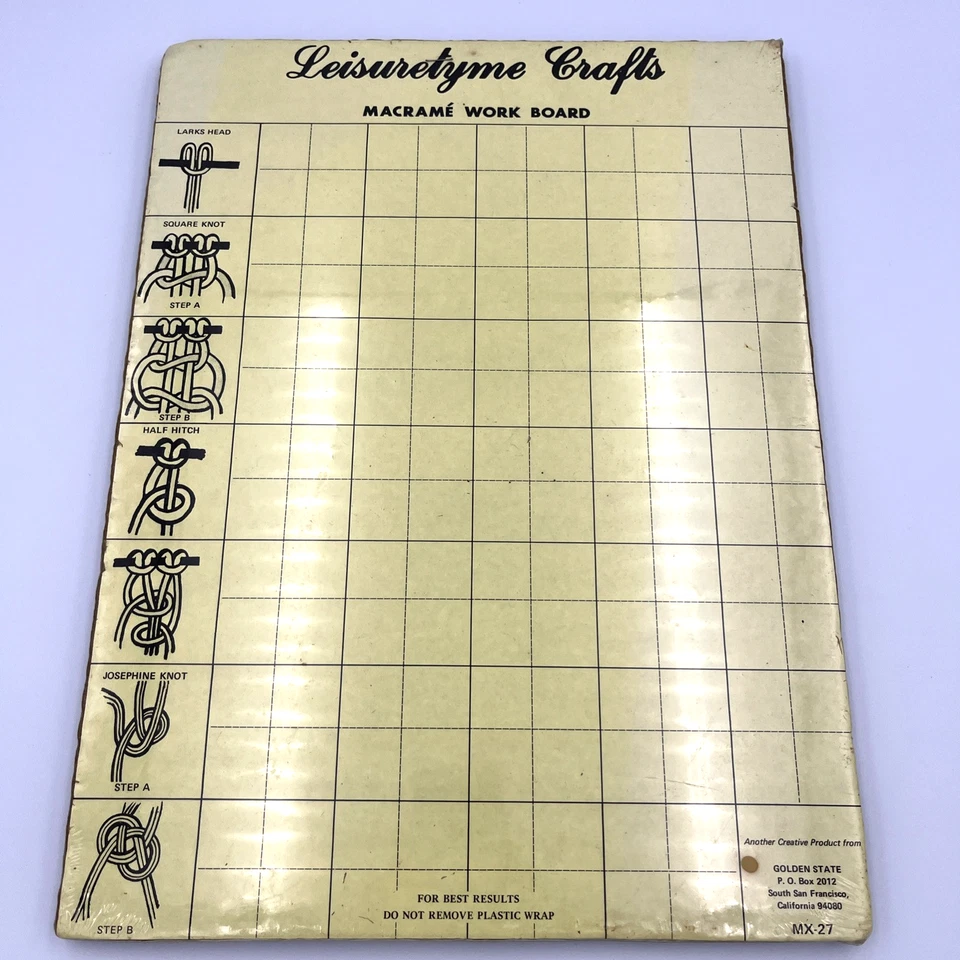 Leisuretyme Crafts
MACRAMÉ WORK BOARD
LARKS HEAD
SQUARE KNOT
STEP A
STEP B
HALF HITCH
JOSEPHINE KNOT
STEP A
STEP B
FOR BEST RESULTS
DO NOT REMOVE PLASTIC WRAP
Another Creative Product from
GOLDEN STATE
P. O. Box 2012
South San Francisco,
California 94080
MX-27